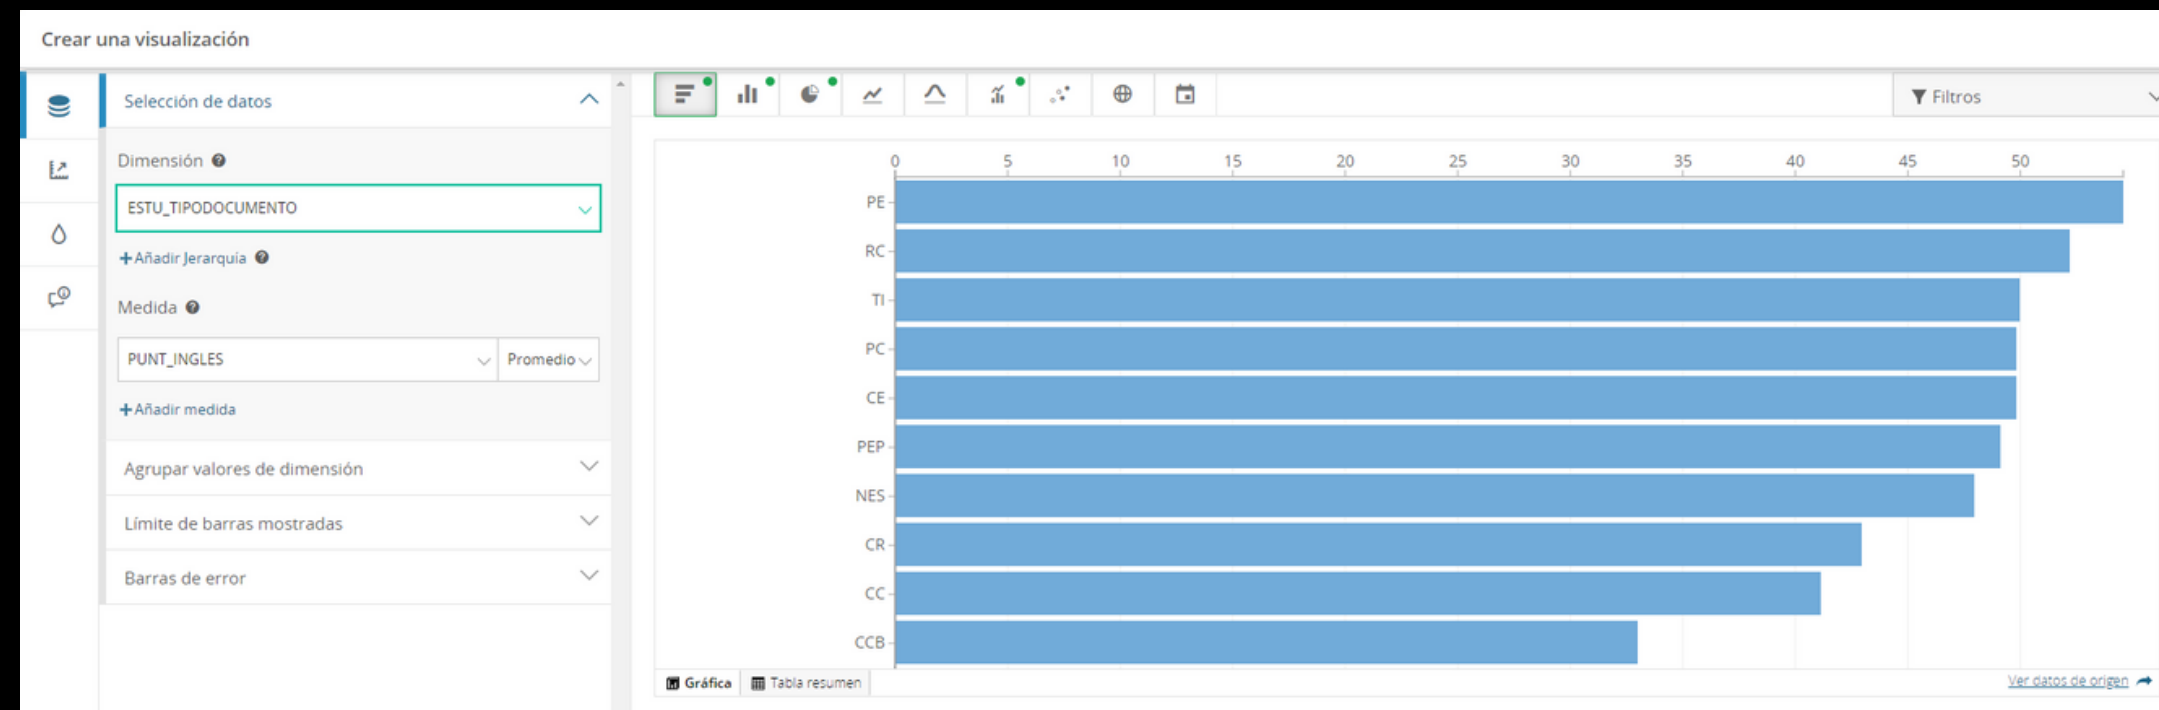 Crear una visualización
Selección de datos
Dimensión
ESTU_TIPODOCUMENTO
+Añadir Jerarquía
Medida
PUNT_INGLES
Promedio
+Añadir medida
Agrupar valores de dimensión
Límite de barras mostradas
Barras de error
Filtros
0 5 10 15 20 25 30 35 40 45 50
PE
RC
TI
PC
CE
PEP
NES
CR
CC
CCB
Gráfica
Tabla resumen
Ver datos de origen